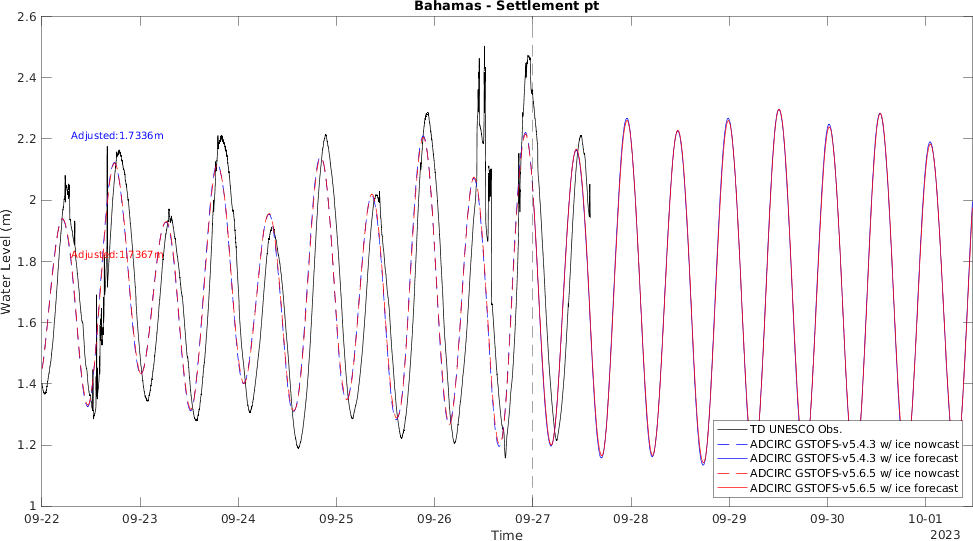 Bahamas - Settlement pt
2.6
2.4
2.2
2
1.8
1.6
1.4
1.2
1
Water Level (m)
Adjusted:1.7336m
Adjusted:1.7367m
TD UNESCO Obs.
ADCIRC GSTOFS-v5.4.3 w/ ice nowcast
ADCIRC GSTOFS-v5.4.3 w/ ice forecast
ADCIRC GSTOFS-v5.6.5 w/ ice nowcast
ADCIRC GSTOFS-v5.6.5 w/ ice forecast
09-22 09-23 09-24 09-25 09-26 09-27 09-28 09-29 09-30 10-01
Time
2023